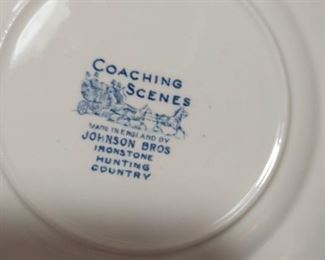 COACHING
SCENES
MADE IN ENGLAND BY
JOHNSON BROS
IRONSTONE
HUNTING
COUNTRY